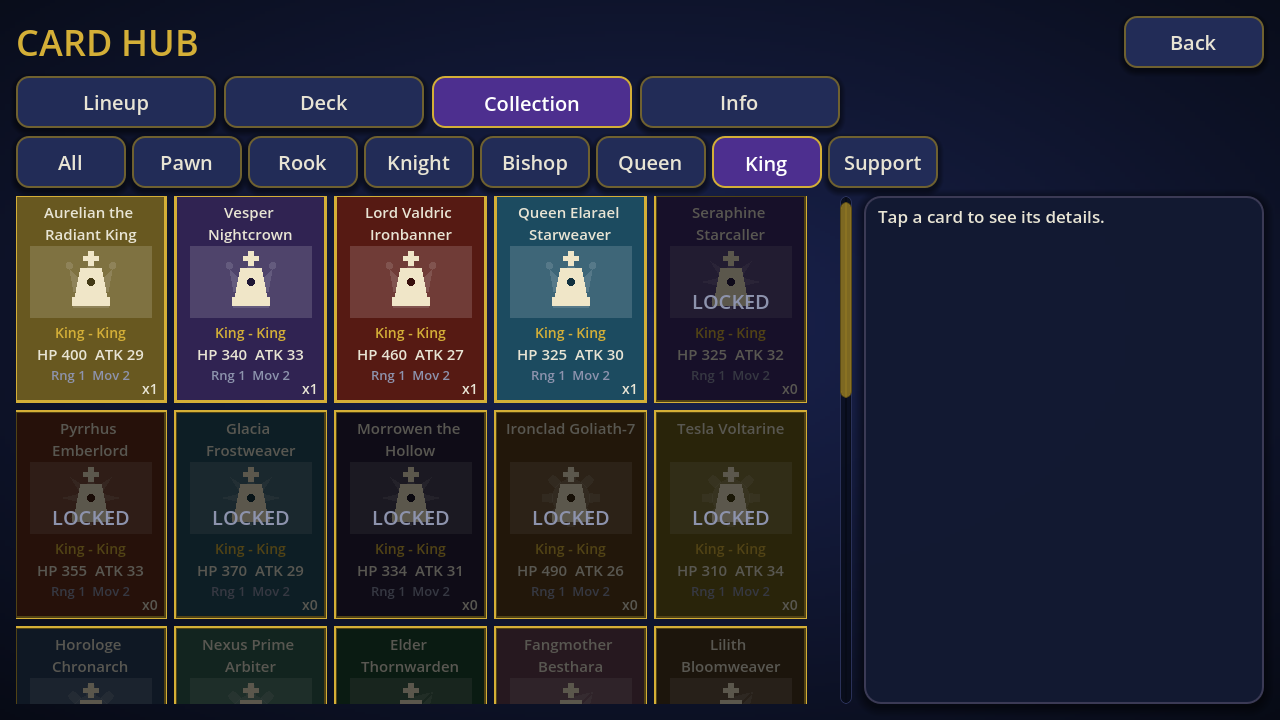 CARD HUB
Back
Lineup
Deck
Collection
Info
All
Pawn
Rook
Knight
Bishop
Queen
King
Support
Aurelian the
Radiant King
King - King
HP 400 ATK 29
Rng 1 Mov 2
x1
Vesper
Nightcrown
King - King
HP 340 ATK 33
Rng 1 Mov 2
x1
Lord Valdric
Ironbanner
King - King
HP 460 ATK 27
Rng 1 Mov 2
x1
Queen Elarael
Starweaver
King - King
HP 325 ATK 30
Rng 1 Mov 2
x1
Seraphine
Starcaller
LOCKED
King - King
HP 325 ATK 32
Rng 1 Mov 2
x0
Tap a card to see its details.
Pyrrhus
Emberlord
LOCKED
King - King
HP 355 ATK 33
Rng 1 Mov 2
x0
Glacia
Frostweaver
LOCKED
King - King
HP 370 ATK 29
Rng 1 Mov 2
x0
Morrowen the
Hollow
LOCKED
King - King
HP 334 ATK 31
Rng 1 Mov 2
x0
Ironclad Goliath-7
LOCKED
King - King
HP 490 ATK 26
Rng 1 Mov 2
x0
Tesla Voltarine
LOCKED
King - King
HP 310 ATK 34
Rng 1 Mov 2
x0
Horologe
Chronarch
Nexus Prime
Arbiter
Elder
Thornwarden
Fangmother
Besthara
Lilith
Bloomweaver